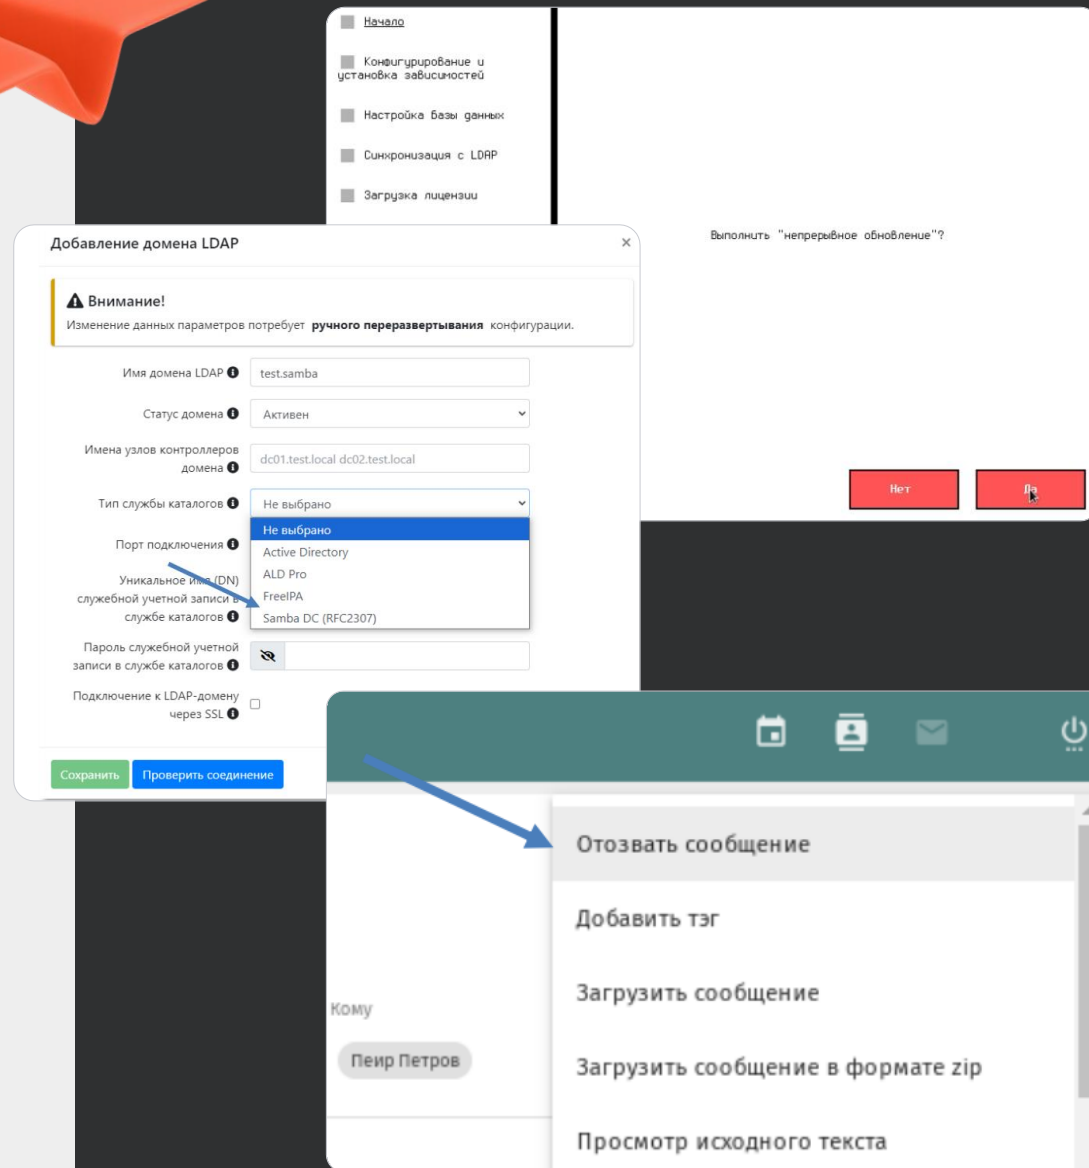 Начало
Конфигурирование и
установка зависимостей
Настройка базы данных
Синхронизация с LDAP
Загрузка лицензии
Выполнить "непрерывное обновление"?
Нет
Да
Добавление домена LDAP
×
Внимание!
Изменение данных параметров потребует ручного переразвертывания конфигурации.
Имя домена LDAP
test.samba
Статус домена
Активен
Имена узлов контроллеров
домена
dc01.test.local dc02.test.local
Тип службы каталогов
Не выбрано
Не выбрано
Active Directory
ALD Pro
FreeIPA
Samba DC (RFC2307)
Порт подключения
Уникальное имя (DN)
служебной учетной записи в
службе каталогов
Пароль служебной учетной
записи в службе каталогов
Подключение к LDAP-домену
через SSL
Сохранить
Проверить соединение
Отозвать сообщение
Добавить тэг
Загрузить сообщение
Загрузить сообщение в формате zip
Просмотр исходного текста
Кому
Пеир Петров